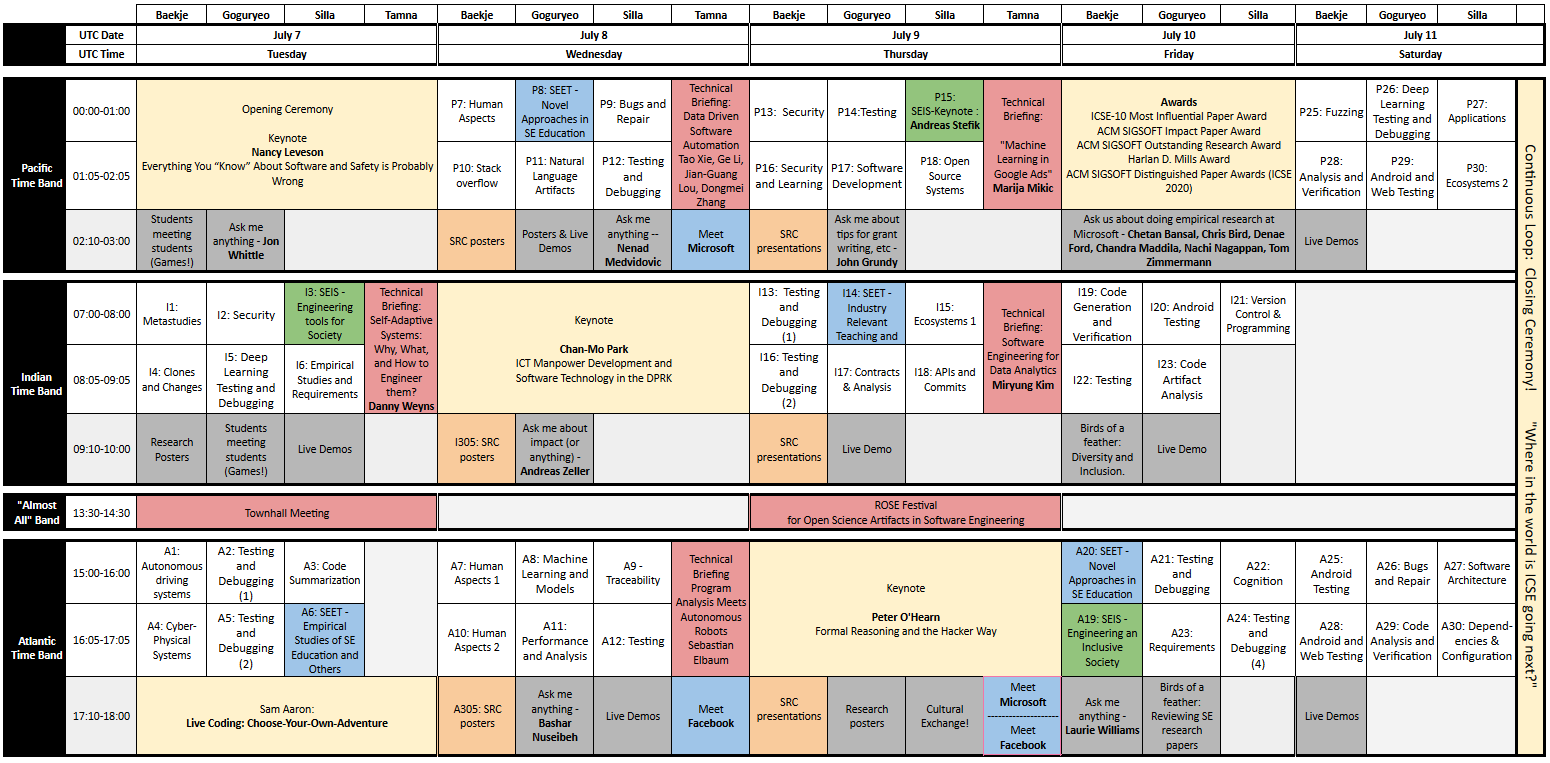 Baekje Goguryeo Silla Tamna Baekje Goguryeo Silla Tamna Baekje Goguryeo Silla Tamna Baekje Goguryeo Silla Baekje Goguryeo Silla
UTC Date July 7 July 8 July 9 July 10 July 11
UTC Time Tuesday Wednesday Thursday Friday Saturday
Pacific
Time Band
00:00-01:00
Opening Ceremony
Keynote
Nancy Leveson
Everything You “Know” About Software and Safety is Probably
Wrong
P7: Human
Aspects
P8: SEET -
Novel
Approaches in
SE Education
P9: Bugs and
Repair
Technical
Briefing:
Data Driven
Software
Automation
Tao Xie, Ge Li,
Jian-Guang
Lou, Dongmei
Zhang
P13: Security
P14:Testing
P15:
SEIS-Keynote :
Andreas Stefik
Technical
Briefing:
"Machine
Learning in
Google Ads"
Marija Mikic
Awards
ICSE-10 Most Influential Paper Award
ACM SIGSOFT Impact Paper Award
ACM SIGSOFT Outstanding Research Award
Harlan D. Mills Award
ACM SIGSOFT Distinguished Paper Awards (ICSE
2020)
P25: Fuzzing
P26: Deep
Learning
Testing and
Debugging
P27:
Applications
01:05-02:05
P10: Stack
overflow
P11: Natural
Language
Artifacts
P12: Testing
and
Debugging
P16: Security
and Learning
P17: Software
Development
P18: Open
Source
Systems
P28:
Analysis and
Verification
P29:
Android and
Web Testing
P30:
Ecosystems 2
02:10-03:00
Students
meeting
students
(Games!)
Ask me
anything - Jon
Whittle
SRC posters
Posters & Live
Demos
Ask me
anything --
Nenad
Medvidovic
Meet
Microsoft
SRC
presentations
Ask me about
tips for grant
writing, etc -
John Grundy
Ask us about doing empirical research at
Microsoft - Chetan Bansal, Chris Bird, Denae
Ford, Chandra Maddila, Nachi Nagappan, Tom
Zimmermann
Live Demos
Indian
Time Band
07:00-08:00
I1:
Metastudies
I2: Security
I3: SEIS -
Engineering
tools for
Society
Technical
Briefing:
Self-Adaptive
Systems:
Why, What,
and How to
Engineer
them?
Danny Weyns
Keynote
Chan-Mo Park
ICT Manpower Development and
Software Technology in the DPRK
I13: Testing
and
Debugging
(1)
I14: SEET -
Industry
Relevant
Teaching and
I15:
Ecosystems 1
Technical
Briefing:
Software
Engineering for
Data Analytics
Miryung Kim
I19: Code
Generation
and
Verification
I20: Android
Testing
I21: Version
Control &
Programming
08:05-09:05
I4: Clones
and Changes
I5: Deep
Learning
Testing and
Debugging
I6: Empirical
Studies and
Requirements
I16: Testing
and
Debugging
(2)
I17: Contracts
& Analysis
I18: APIs and
Commits
I22: Testing
I23: Code
Artifact
Analysis
09:10-10:00
Research
Posters
Students
meeting
students
(Games!)
Live Demos
I305: SRC
posters
Ask me about
impact (or
anything) -
Andreas Zeller
SRC
presentations
Live Demo
Birds of a
feather:
Diversity and
Inclusion.
Live Demo
"Almost
All" Band
13:30-14:30
Townhall Meeting
ROSE Festival
for Open Science Artifacts in Software Engineering
Atlantic
Time Band
15:00-16:00
A1:
Autonomous
driving
systems
A2: Testing
and
Debugging
(1)
A3: Code
Summarization
A7: Human
Aspects 1
A8: Machine
Learning and
Models
A9 -
Traceability
Technical
Briefing
Program
Analysis Meets
Autonomous
Robots
Sebastian
Elbaum
Keynote
Peter O'Hearn
Formal Reasoning and the Hacker Way
A20: SEET -
Novel
Approaches in
SE Education
A21: Testing
and
Debugging
A22:
Cognition
A25:
Android
Testing
A26: Bugs
and Repair
A27: Software
Architecture
16:05-17:05
A4: Cyber-
Physical
Systems
A5: Testing
and
Debugging
(2)
A6: SEET -
Empirical
Studies of SE
Education and
Others
A10: Human
Aspects 2
A11:
Performance
and Analysis
A12: Testing
A19: SEIS -
Engineering an
Inclusive
Society
A23:
Requirements
A24: Testing
and
Debugging
(4)
A28:
Android and
Web Testing
A29: Code
Analysis and
Verification
A30: Depend-
encies &
Configuration
17:10-18:00
Sam Aaron:
Live Coding: Choose-Your-Own-Adventure
A305: SRC
posters
Ask me
anything -
Bashar
Nuseibeh
Live Demos
Meet
Facebook
SRC
presentations
Research
posters
Cultural
Exchange!
Meet
Microsoft
--------------------
Meet
Facebook
Ask me
anything -
Laurie Williams
Birds of a
feather:
Reviewing SE
research
papers
Live Demos
Continuous Loop: Closing Ceremony! "Where in the world is ICSE going next?"